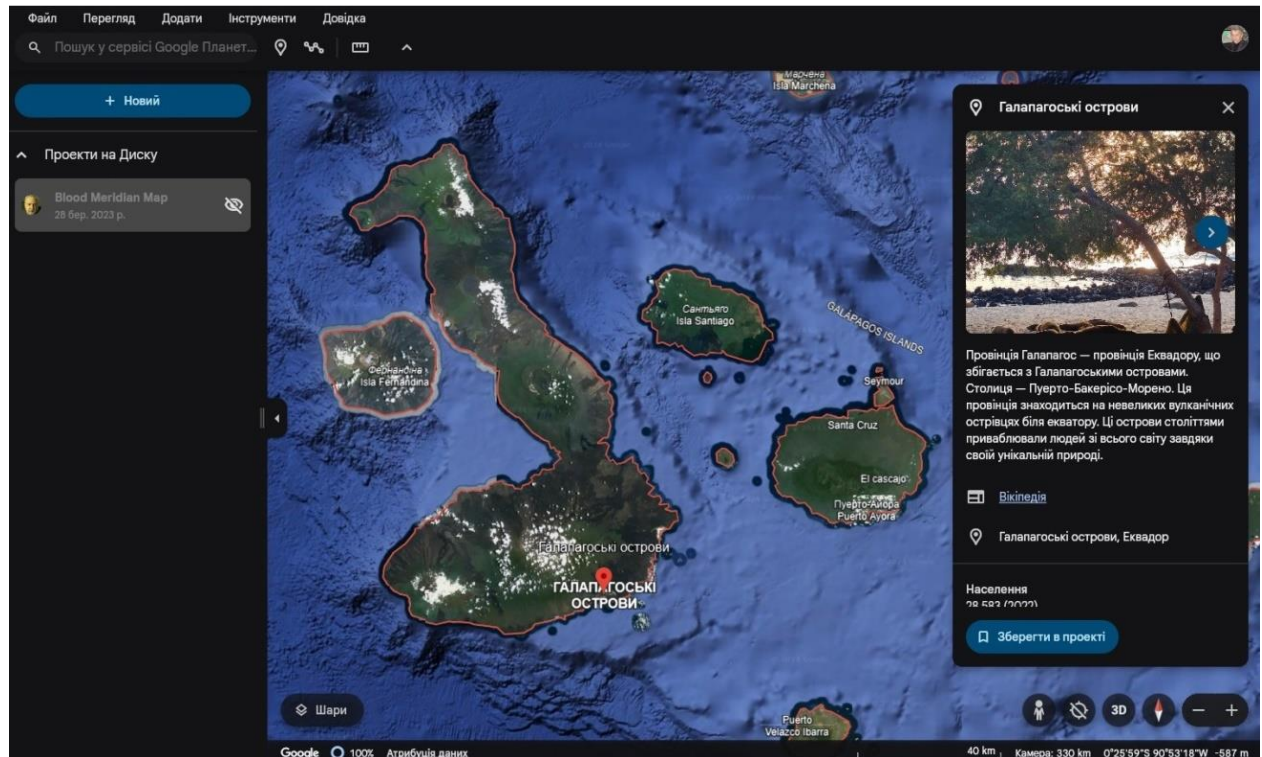 Файл Перегляд Додати Інструменти Довідка
Пошук у сервісі Google Планет...
+ Новий
Проекти на Диску
Blood Meridian Map
28 бер. 2023 р.
Марчена
Isla Marchena
Сантьяго
Isla Santiago
GALÁPAGOS ISLANDS
Фернандіна
Isla Fernandina
Seymour
Santa Cruz
El cascajo
Пуерто-Айора
Puerto Ayora
Галапагоські острови
ГАЛАПАГОСЬКІ
ОСТРОВИ
Puerto
Velazco Ibarra
Галапагоські острови
Провінція Галапагос — провінція Еквадору, що
збігається з Галапагоськими островами.
Столиця — Пуерто-Бакерісо-Морено. Ця
провінція знаходиться на невеликих вулканічних
острівцях біля екватору. Ці острови століттями
приваблювали людей зі всього світу завдяки
своїй унікальній природі.
Вікіпедія
Галапагоські острови, Еквадор
Населення
28 583 (2022)
Зберегти в проекті
Шари
3D
Google 100% Атрибуція даних
40 km Камера: 330 km 0°25'59"S 90°53'18"W -587 m